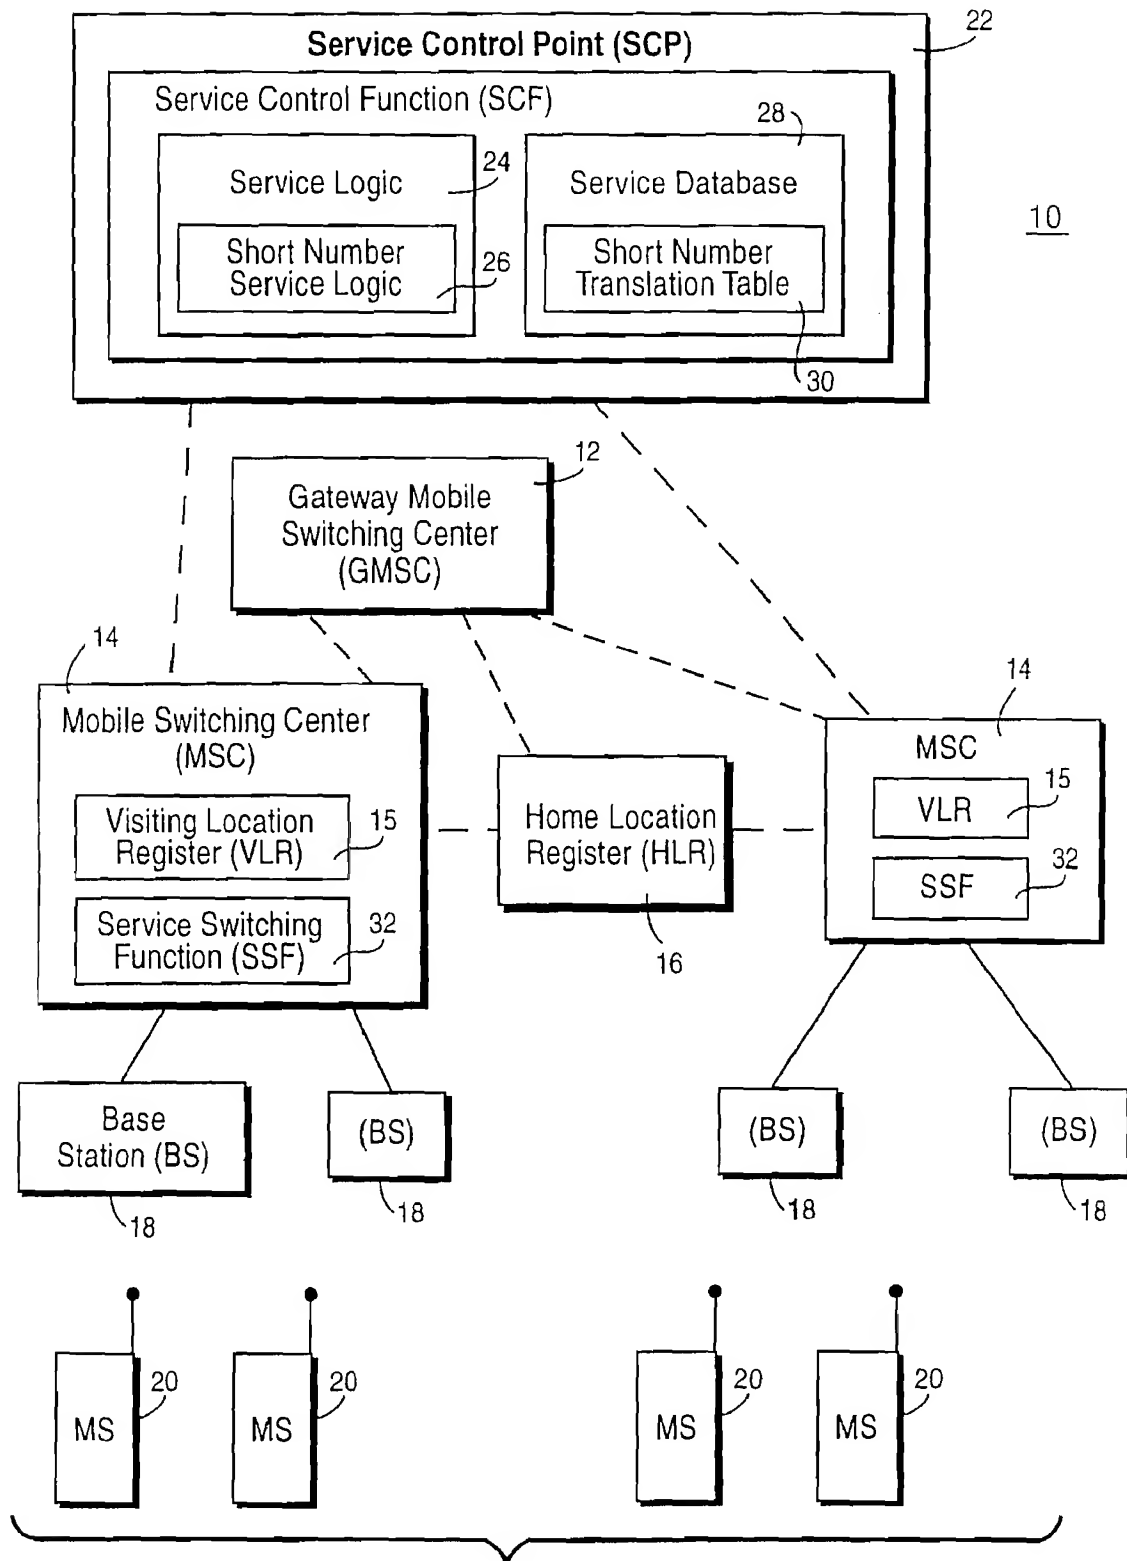 22
Service Control Point (SCP)
Service Control Function (SCF)
28
24
Service Logic
Service Database
10
Short Number
Service Logic
26
Short Number
Translation Table
30
12
Gateway Mobile
Switching Center
(GMSC)
14
Mobile Switching Center
(MSC)
Visiting Location
Register (VLR)
15
Service Switching
Function (SSF)
32
Home Location
Register (HLR)
16
14
MSC
VLR
15
SSF
32
Base
Station (BS)
18
(BS)
18
(BS)
18
(BS)
18
MS
20
MS
20
MS
20
MS
20